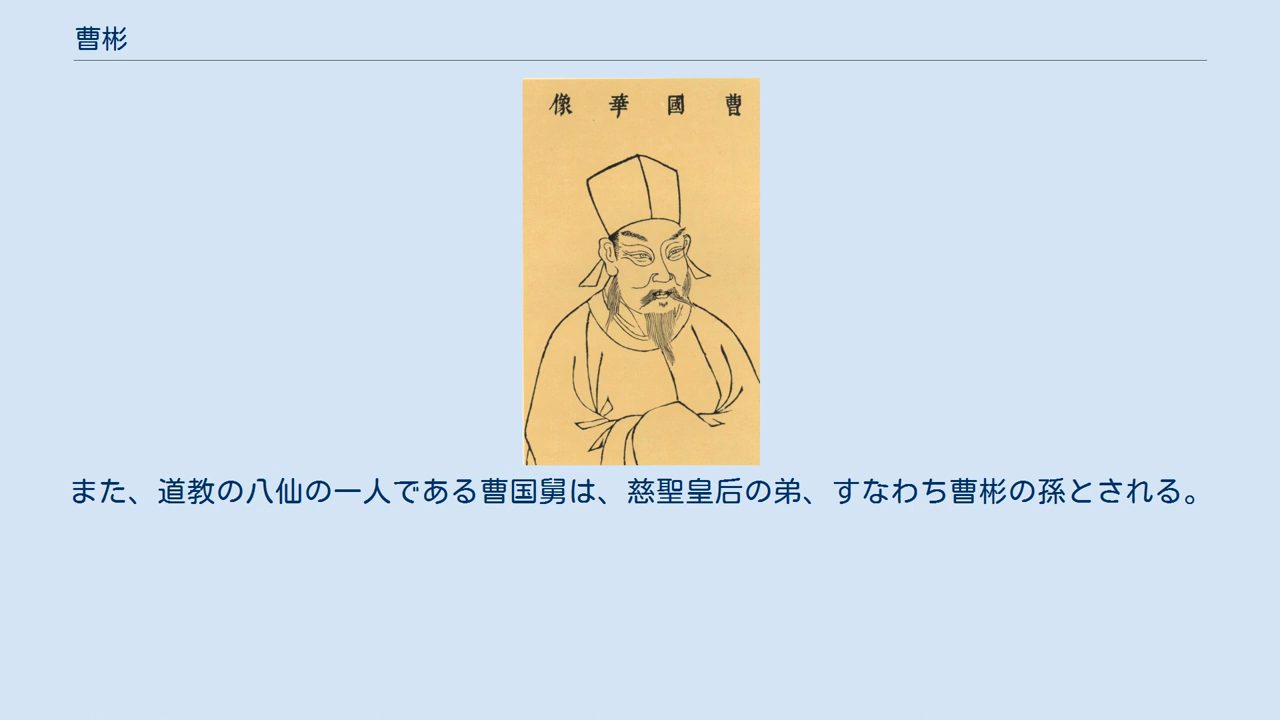 曹彬
曹國華像
また、道教の八仙の一人である曹国舅は、慈聖皇后の弟、すなわち曹彬の孫とされる。